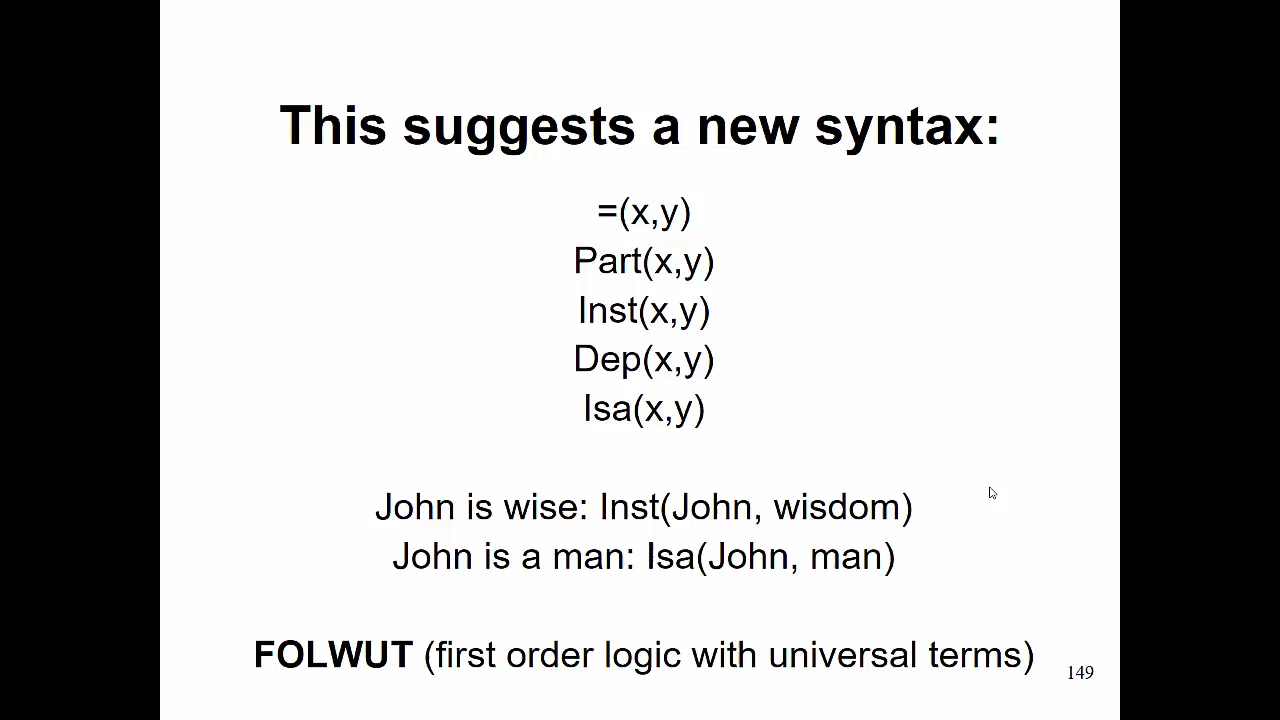 This suggests a new syntax:
=(x,y)
Part(x,y)
Inst(x,y)
Dep(x,y)
Isa(x,y)
John is wise: Inst(John, wisdom)
John is a man: Isa(John, man)
FOLWUT (first order logic with universal terms)
149